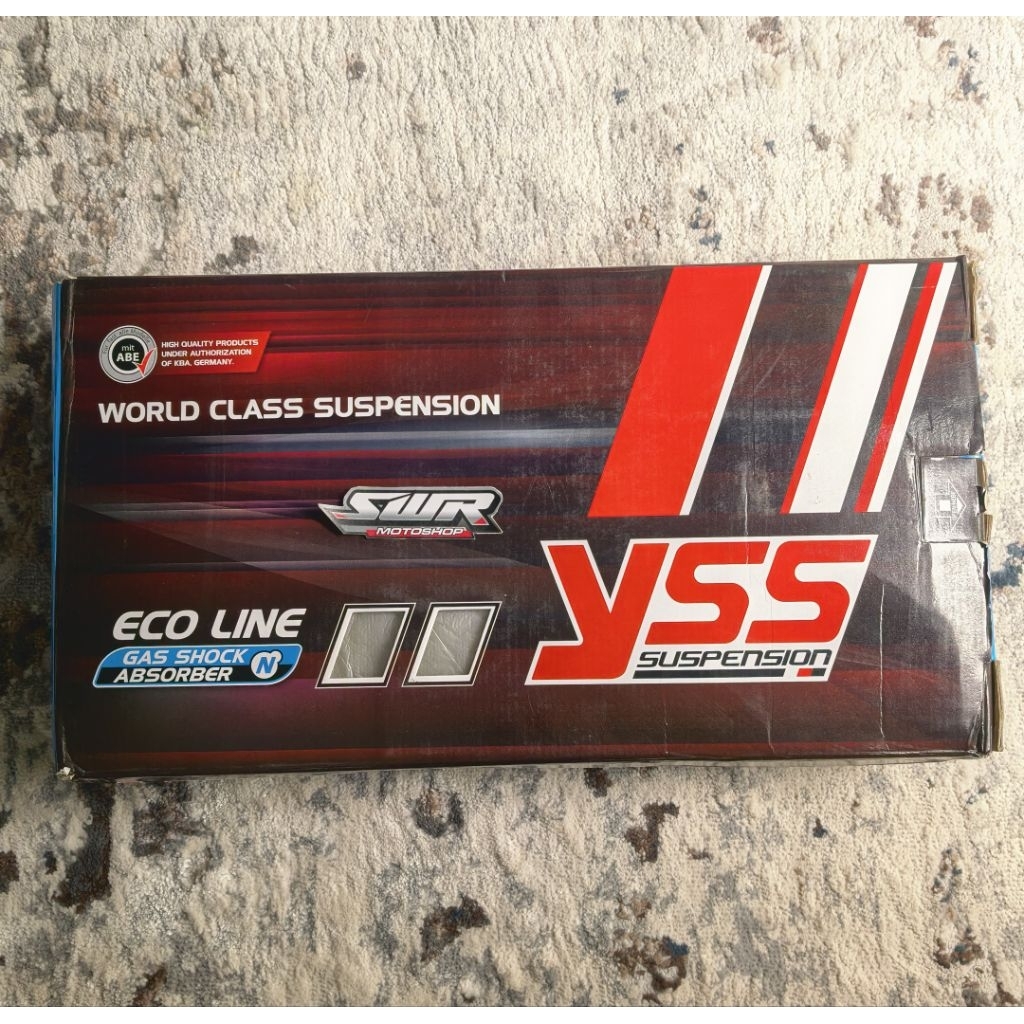 mit
ABE
HIGH QUALITY PRODUCTS
UNDER AUTHORIZATION
OF KBA, GERMANY.
WORLD CLASS SUSPENSION
SWR
MOTOSHOP
ECO LINE
GAS SHOCK
ABSORBER
N2
YSS
SUSPENSION